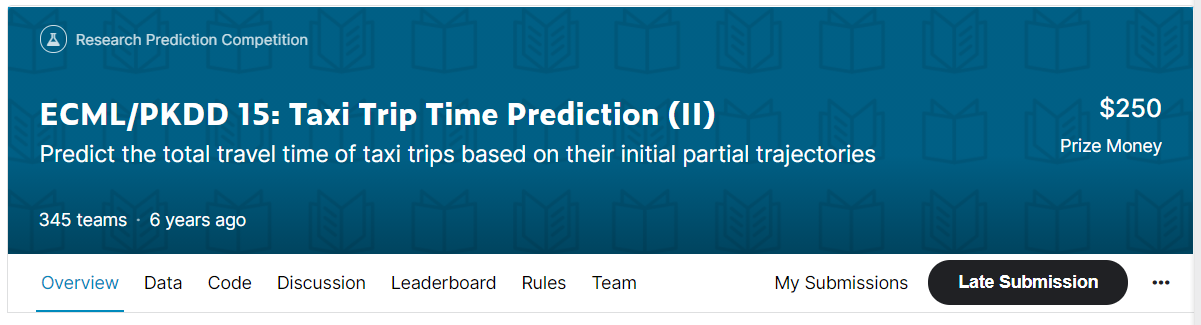 Research Prediction Competition
ECML/PKDD 15: Taxi Trip Time Prediction (II)
$250
Predict the total travel time of taxi trips based on their initial partial trajectories
Prize Money
345 teams · 6 years ago
Overview Data Code Discussion Leaderboard Rules Team My Submissions Late Submission ...